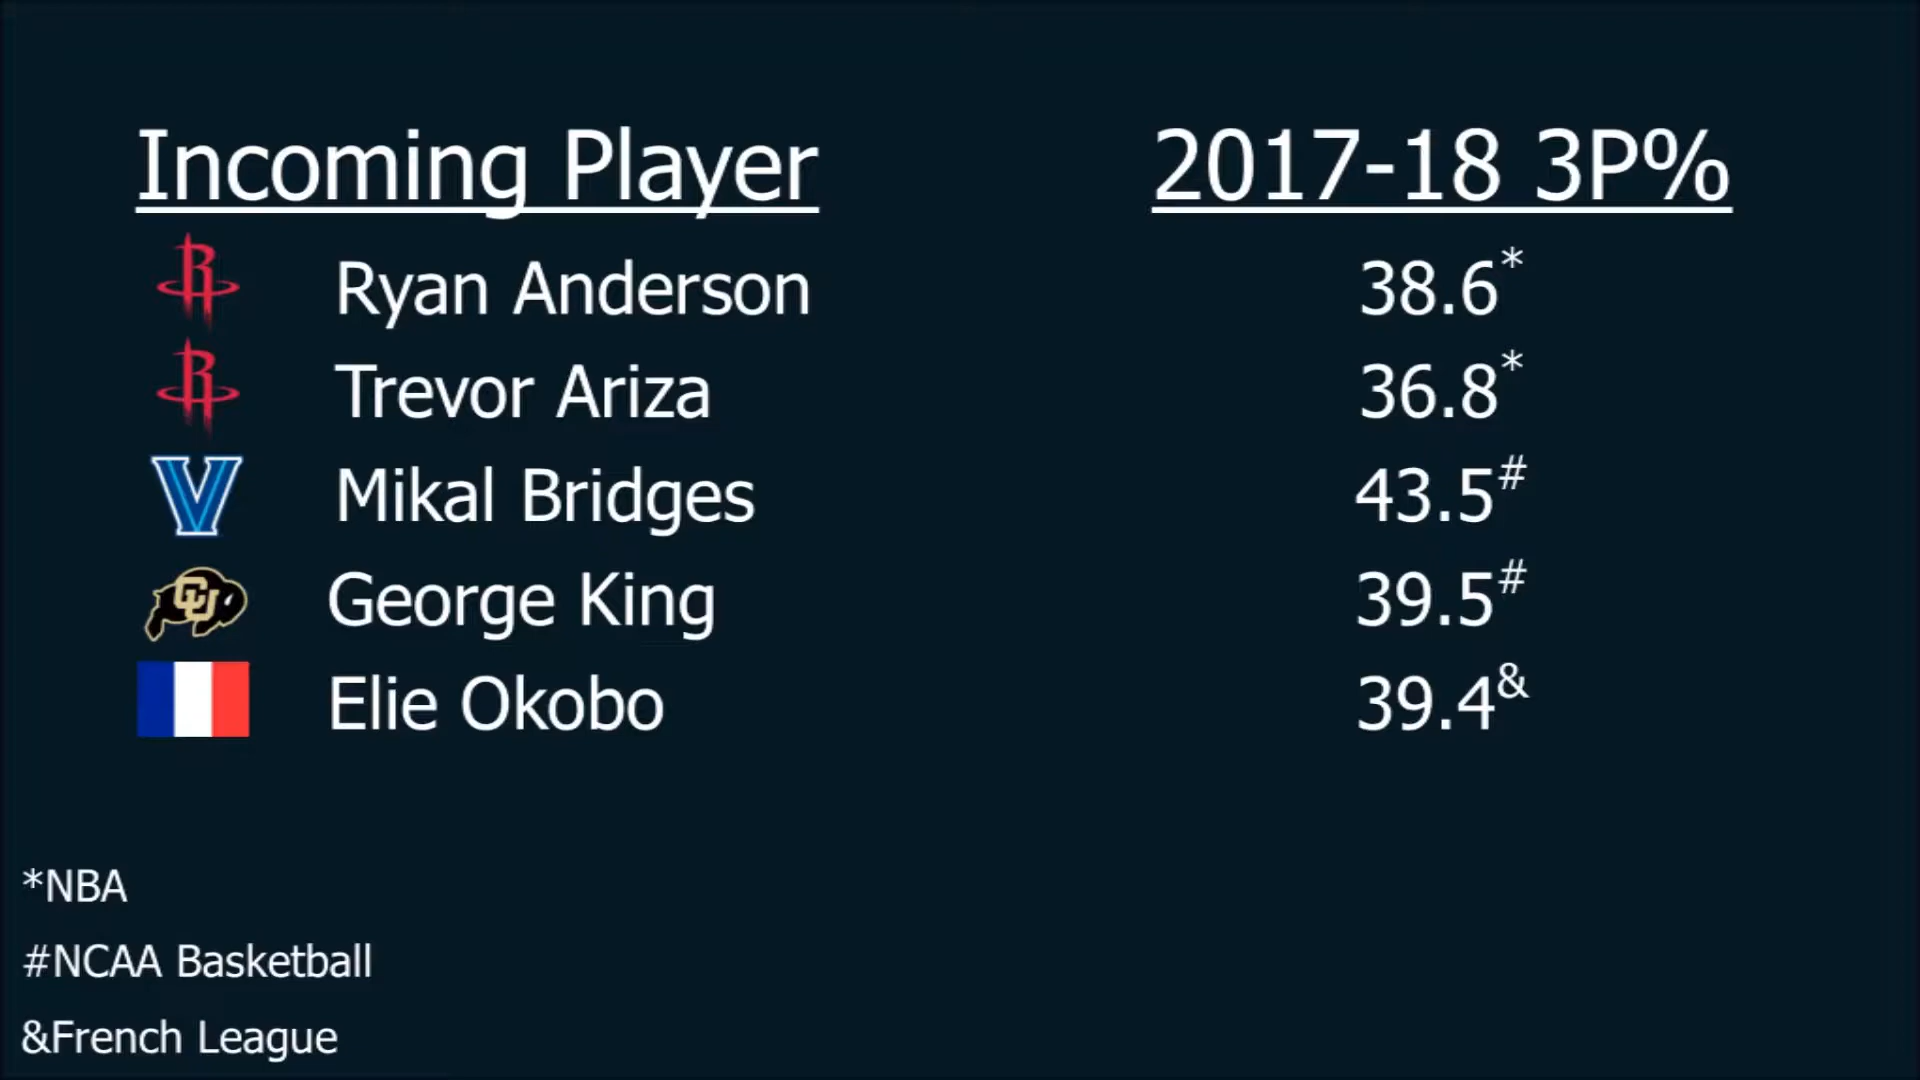 Incoming Player 2017-18 3P%
Ryan Anderson 38.6*
Trevor Ariza 36.8*
Mikal Bridges 43.5#
George King 39.5#
Elie Okobo 39.4&
*NBA
#NCAA Basketball
&French League